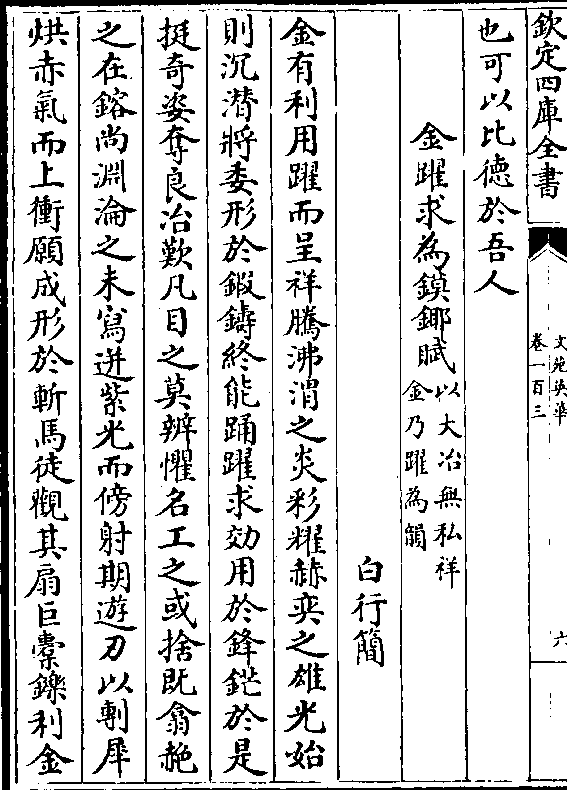 欽定四庫全書
文苑英華
卷一百三
六
也可以比德於吾人
金躍求為鏌鎁賦
以大冶無私祥
金乃躍為韻
白行簡
金有利用躍而呈祥騰沸渭之炎彩耀赫奕之雄光始
則沉潜將委形於鍜鑄終能踊躍求効用於鋒鋩於是
挺奇姿奪良冶歎凡目之莫辨懼名工之或捨既翕赩
之在鎔尚淵淪之未寫迸紫光而傍射期遊刀以剸犀
烘赤氣而上衝願成形於斬馬徒觀其扇巨橐鑠利金